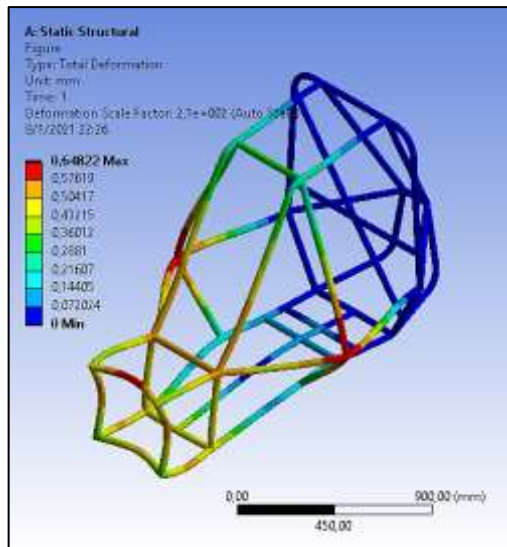 A: Static Structural
Figure
Type: Total Deformation
Unit: mm
Time: 1
Deformation Scale Factor: 2,1e+002 (Auto Scale)
22:26
0,64822 Max
0,57619
0,50417
0,43215
0,36012
0,2881
0,21607
0,14405
0,072024
0 Min
0,00
900,00 (mm)
450,00